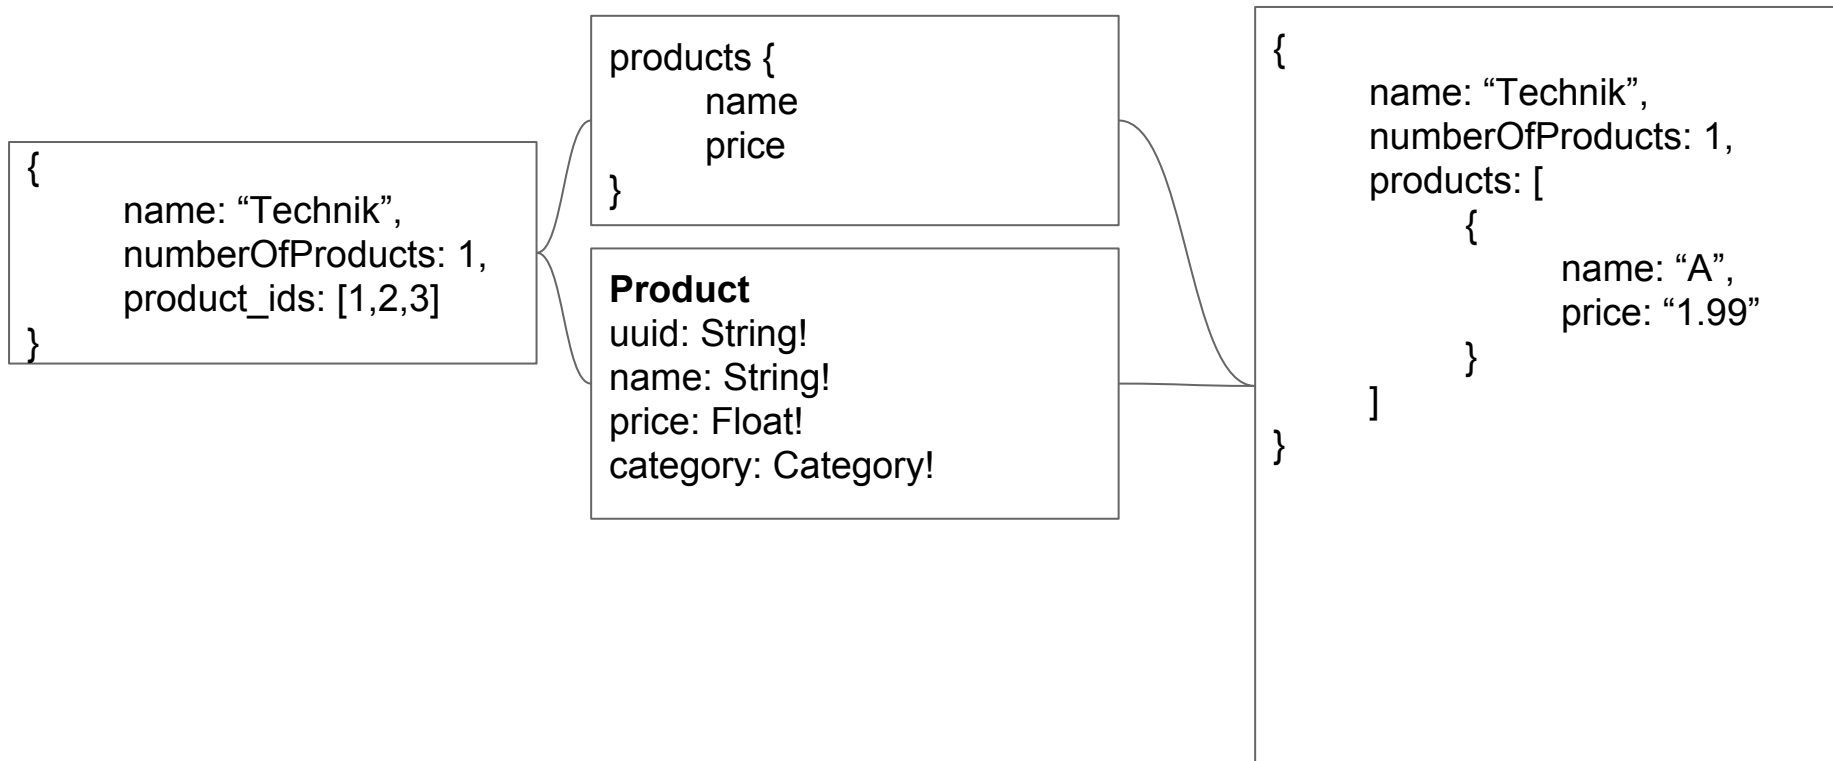 {
name: “Technik”,
numberOfProducts: 1,
product_ids: [1,2,3]
}
products {
name
price
}
Product
uuid: String!
name: String!
price: Float!
category: Category!
{
name: “Technik”,
numberOfProducts: 1,
products: [
{
name: “A”,
price: “1.99”
}
]
}